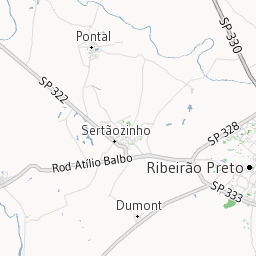 SP 330
Pontal
SP 322
SP 328
Sertãozinho
Rod Atílio Balbo
Ribeirão Preto
SP 333
Dumont